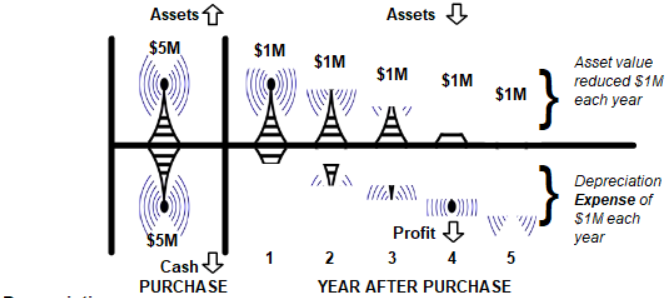 Assets
Assets
$5M
$1M
$1M
$1M
$1M
$1M
Asset value
reduced $1M
each year
$5M
Cash
PURCHASE
Profit
1 2 3 4 5
YEAR AFTER PURCHASE
Depreciation
Expense of
$1M each
year